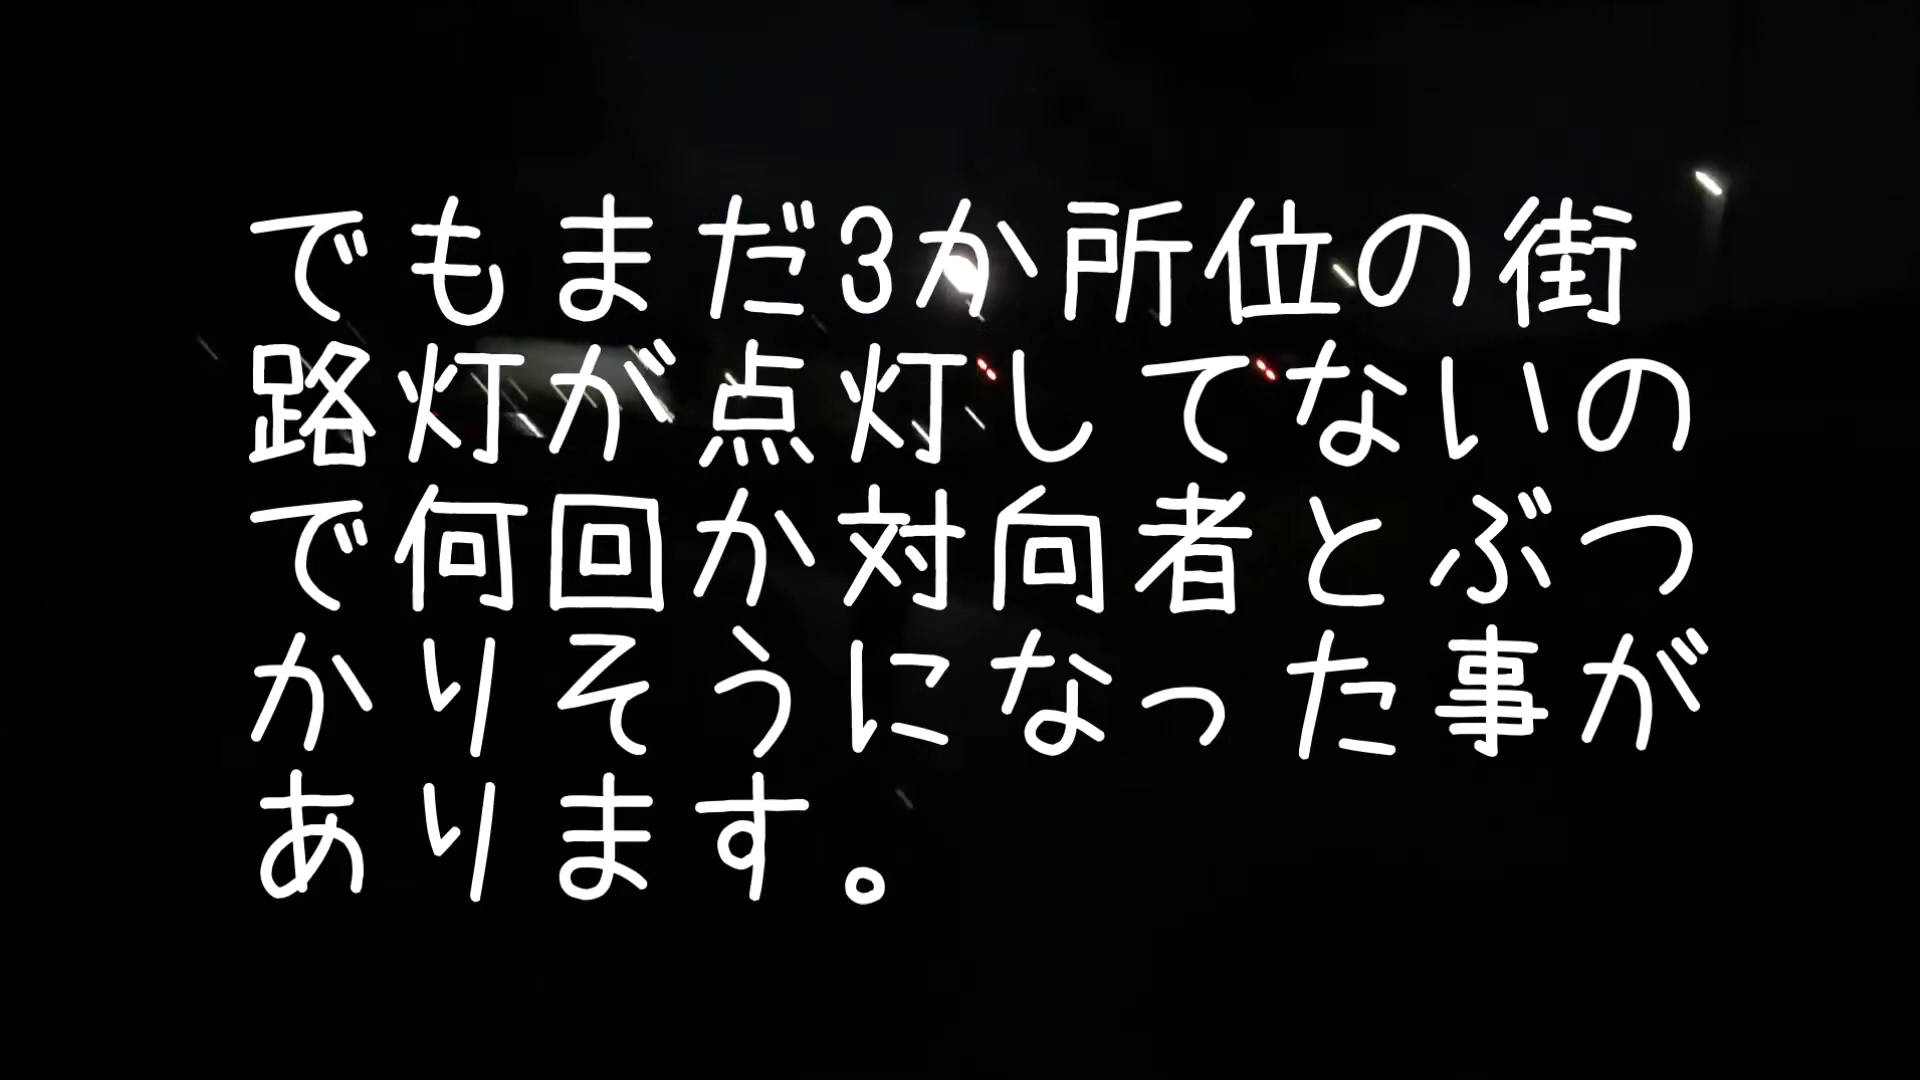 でもまだ3か所位の街
路灯が点灯してないの
で何回か対向者とぶつ
かりそうになった事が
あります。